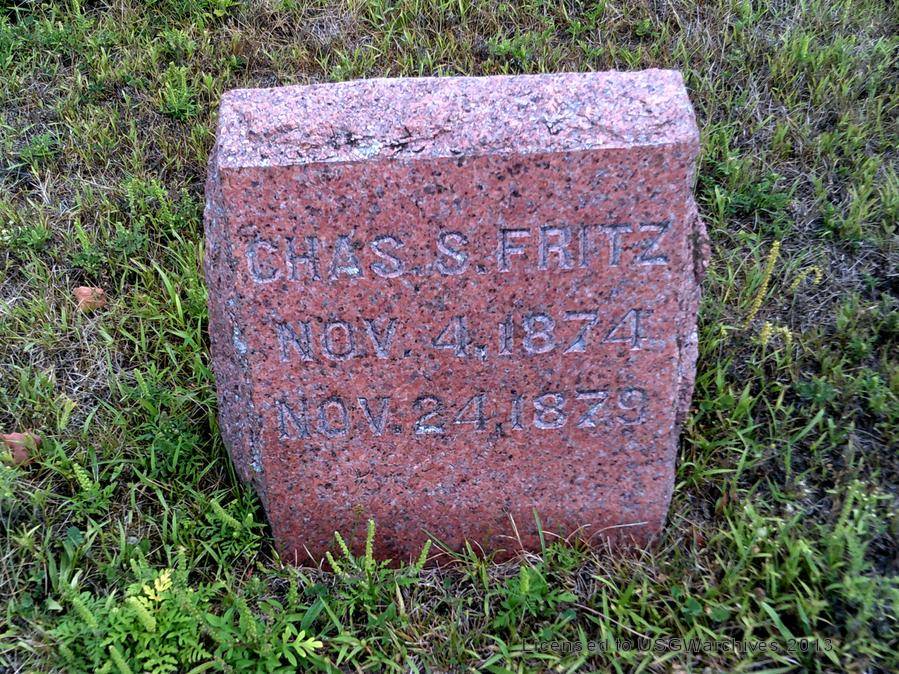 CHAS. S. FRITZ
NOV. 4, 1874
NOV. 24, 1879
Licensed to USGWarchives 2013